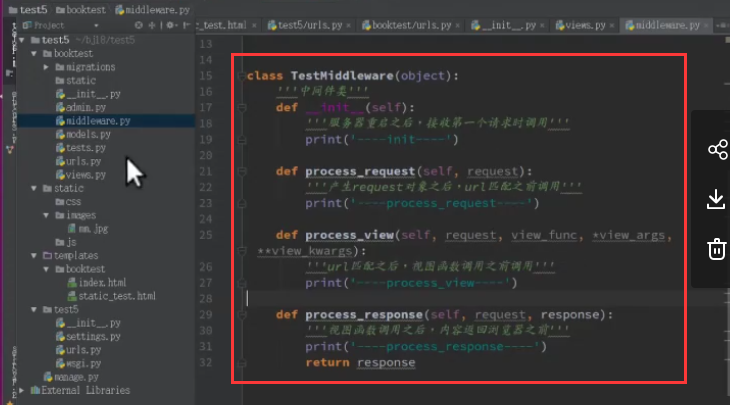 test5 booktest middleware.py
Project
_test.html test5/urls.py booktest/urls.py __init__.py views.py middleware.py
test5
booktest
migrations
static
__init__.py
admin.py
middleware.py
models.py
tests.py
urls.py
views.py
static
css
images
mm.jpg
js
templates
booktest
index.html
static_test.html
test5
__init__.py
settings.py
urls.py
wsgi.py
manage.py
External Libraries
13
14
15 class TestMiddleware(object):
16 '''中间件类'''
17 def __init__(self):
18 '''服务器重启之后，接收第一个请求时调用'''
19 print('----init----')
20
21 def process_request(self, request):
22 '''产生request对象之后，url匹配之前调用'''
23 print('----process_request----')
24
25 def process_view(self, request, view_func, *view_args,
**view_kwargs):
26 '''url匹配之后，视图函数调用之前调用'''
27 print('----process_view----')
28
29 def process_response(self, request, response):
30 '''视图函数调用之后，内容返回浏览器之前'''
31 print('----process_response----')
32 return response